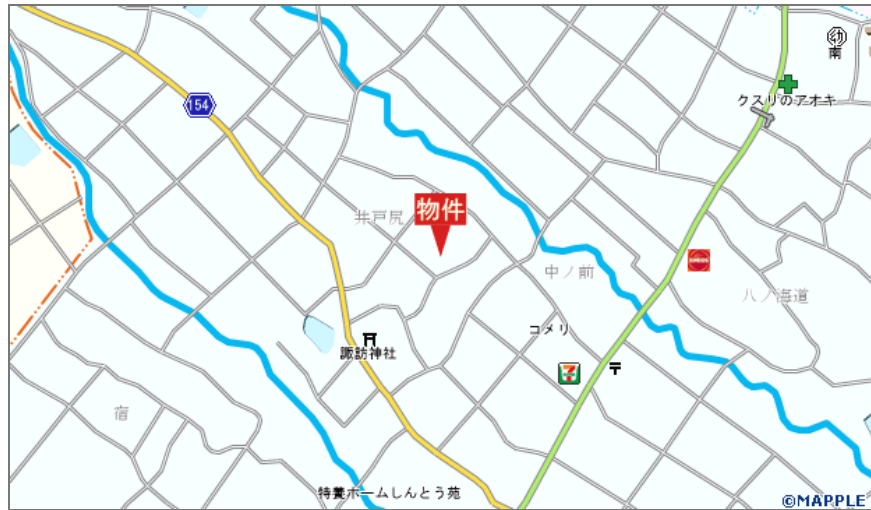 幼
南
クスリのアオキ
154
井戸尻
物件
中ノ前
八ノ海道
コメリ
諏訪神社
7
〒
宿
特養ホームしんとう苑
©MAPPLE